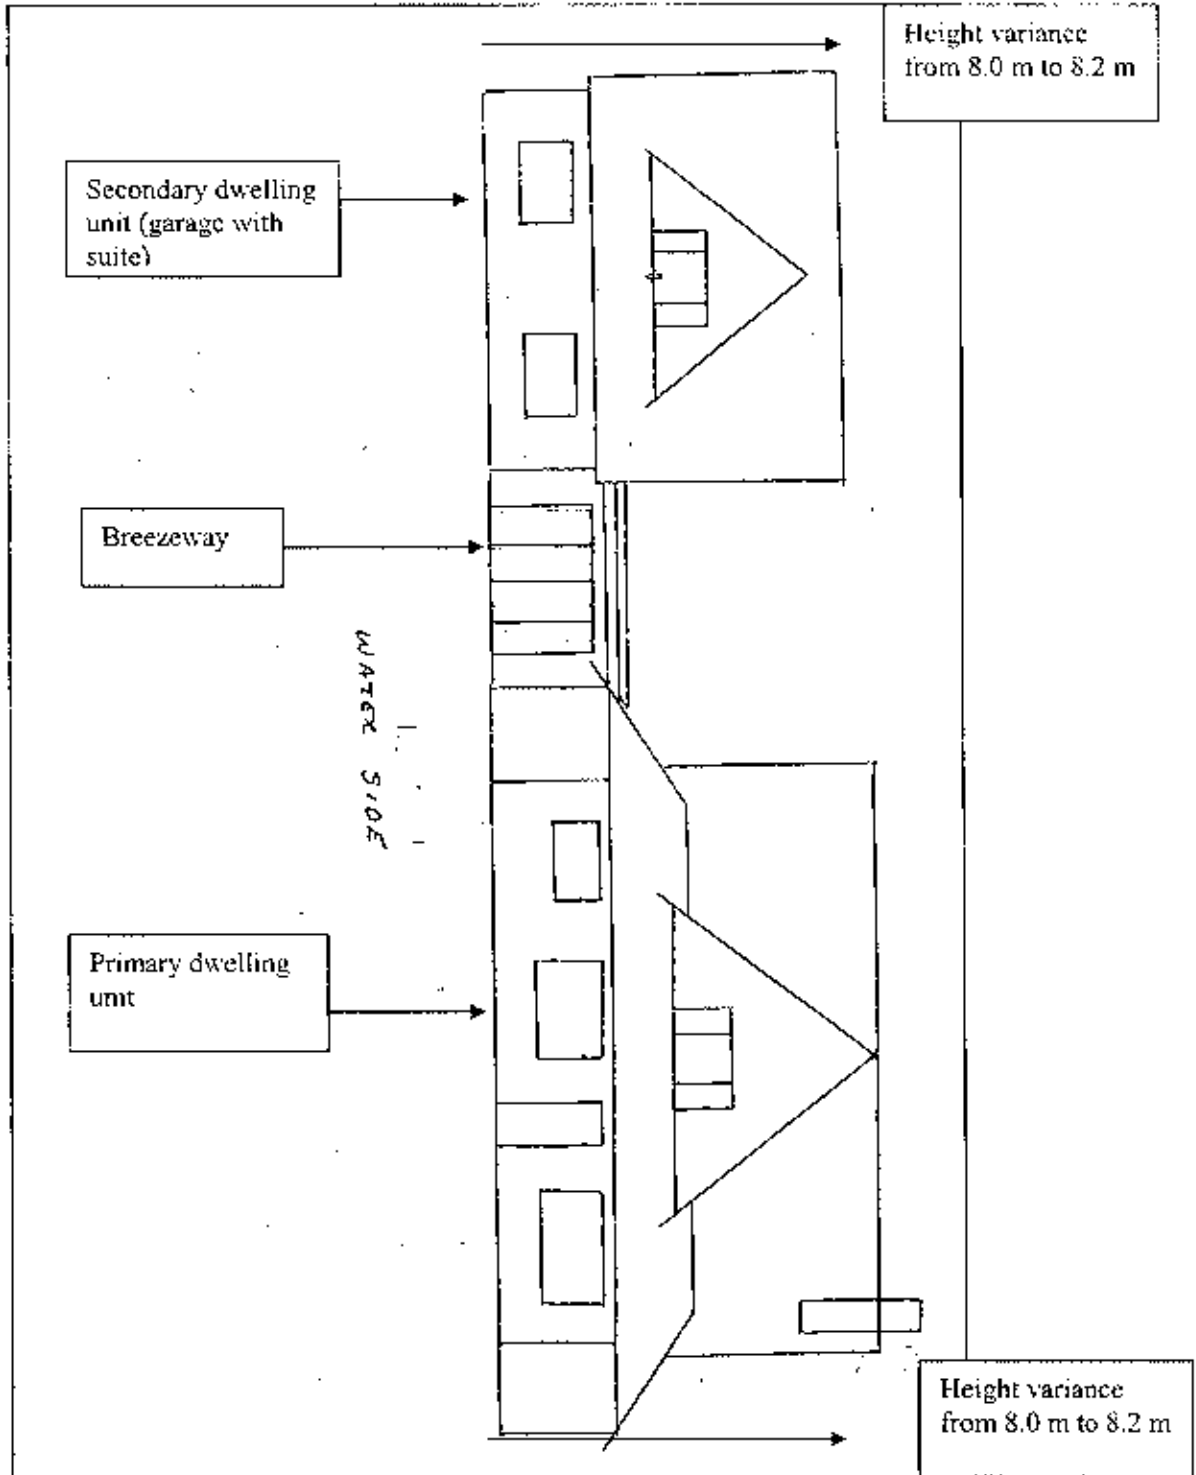 Height variance
from 8.0 m to 8.2 m
Secondary dwelling
unit (garage with
suite)
Breezeway
WATER SIDE
Primary dwelling
unit
Height variance
from 8.0 m to 8.2 m